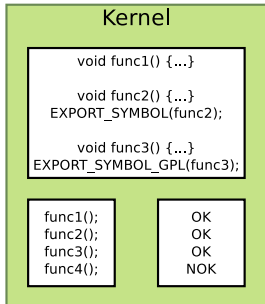 Kernel
void func1() {...}
void func2() {...}
EXPORT_SYMBOL(func2);
void func3() {...}
EXPORT_SYMBOL_GPL(func3);
func1();
func2();
func3();
func4();
OK
OK
OK
NOK